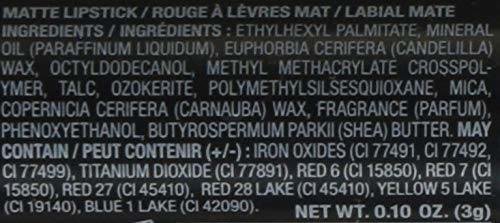 MATTE LIPSTICK / ROUGE À LÈVRES MAT / LABIAL MATE
INGREDIENTS / INGRÉDIENTS : ETHYLHEXYL PALMITATE, MINERAL
OIL (PARAFFINUM LIQUIDUM), EUPHORBIA CERIFERA (CANDELILLA)
WAX, OCTYLDODECANOL, METHYL METHACRYLATE CROSSPOL-
YMER, TALC, OZOKERITE, POLYMETHYLSILSESQUIOXANE, MICA,
COPERNICIA CERIFERA (CARNAUBA) WAX, FRAGRANCE (PARFUM),
PHENOXYETHANOL, BUTYROSPERMUM PARKII (SHEA) BUTTER. MAY
CONTAIN / PEUT CONTENIR (+/-) : IRON OXIDES (CI 77491, CI 77492,
CI 77499), TITANIUM DIOXIDE (CI 77891), RED 6 (CI 15850), RED 7 (CI
15850), RED 27 (CI 45410), RED 28 LAKE (CI 45410), YELLOW 5 LAKE
(CI 19140), BLUE 1 LAKE (CI 42090). NET WT. 0.10 OZ. (3g)